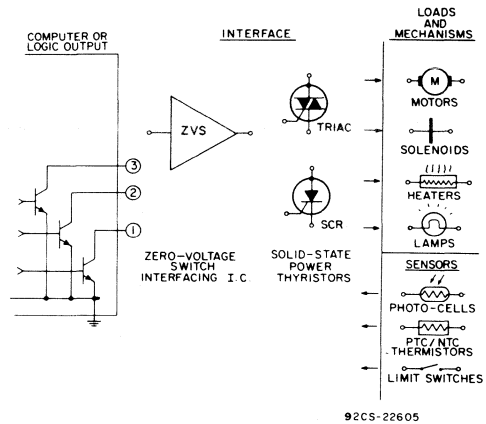 COMPUTER OR
LOGIC OUTPUT
3
2
1
INTERFACE
ZVS
ZERO-VOLTAGE
SWITCH
INTERFACING I.C.
TRIAC
SCR
SOLID-STATE
POWER
THYRISTORS
LOADS
AND
MECHANISMS
M
MOTORS
SOLENOIDS
HEATERS
LAMPS
SENSORS
PHOTO-CELLS
PTC/NTC
THERMISTORS
LIMIT SWITCHES
92CS-22605